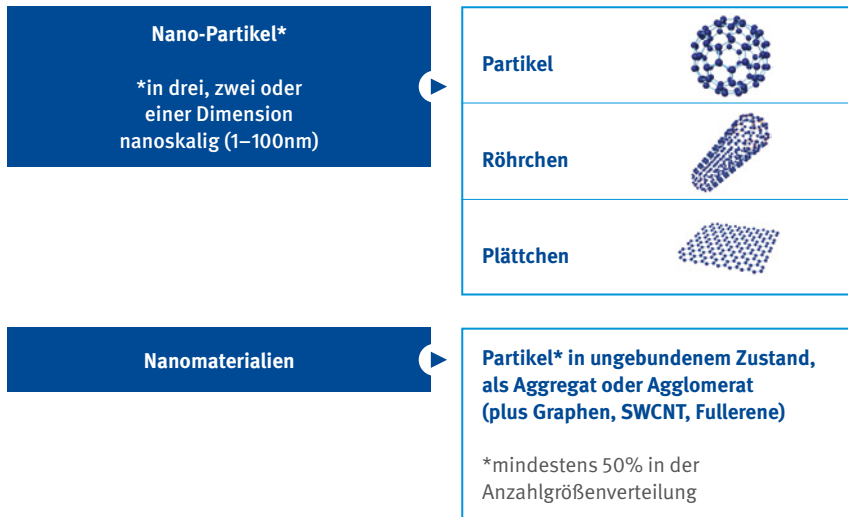 Nano-Partikel*
*in drei, zwei oder
einer Dimension
nanoskalig (1–100nm)
Partikel
Röhrchen
Plättchen
Nanomaterialien
Partikel* in ungebundenem Zustand,
als Aggregat oder Agglomerat
(plus Graphen, SWCNT, Fullerene)
*mindestens 50% in der
Anzahlgrößenverteilung